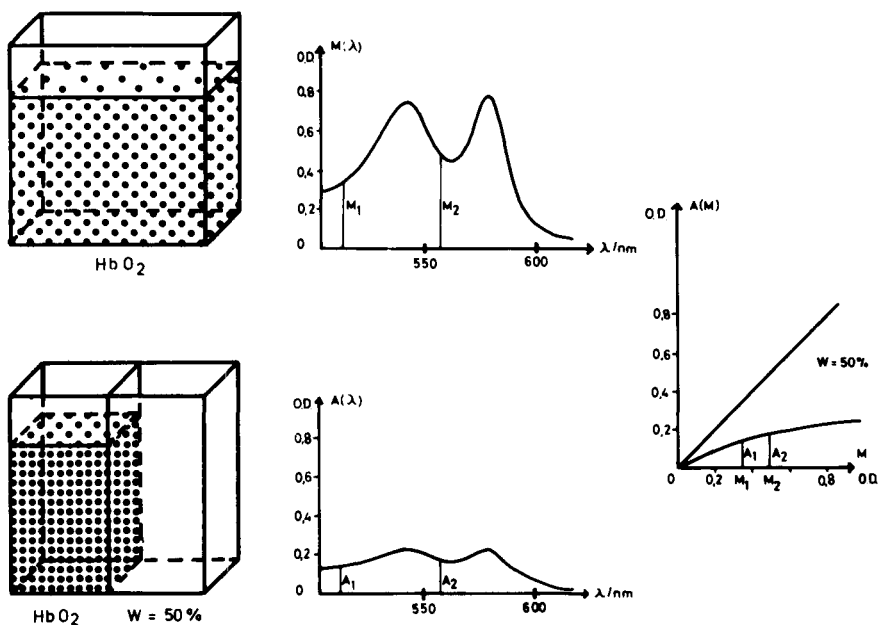 HbO₂
O.D. M(λ)
0,8
0,6
0,4
0,2
0
M₁
M₂
550
600
λ/nm
HbO₂ W = 50%
O.D. A(λ)
0,8
0,6
0,4
0,2
0
A₁
A₂
550
600
λ/nm
O.D. A(M)
0,8
0,6
0,4
0,2
W = 50%
A₁
A₂
M
0
0,2
M₁
M₂
0,8
O.D.